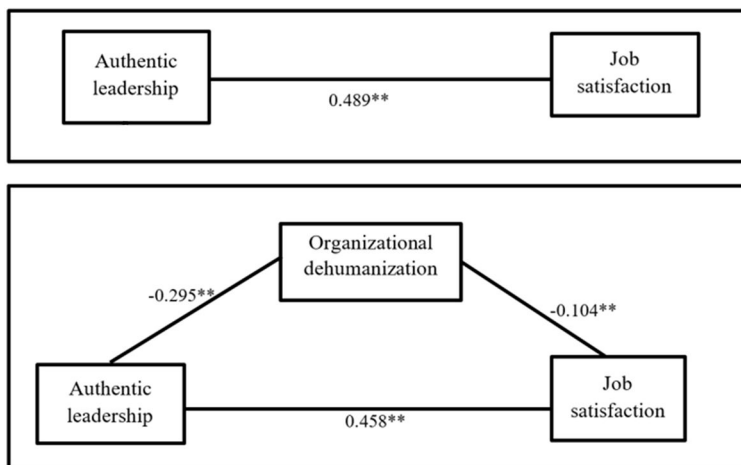 Authentic
leadership
Job
satisfaction
0.489**
Organizational
dehumanization
-0.295**
-0.104**
Authentic
leadership
Job
satisfaction
0.458**